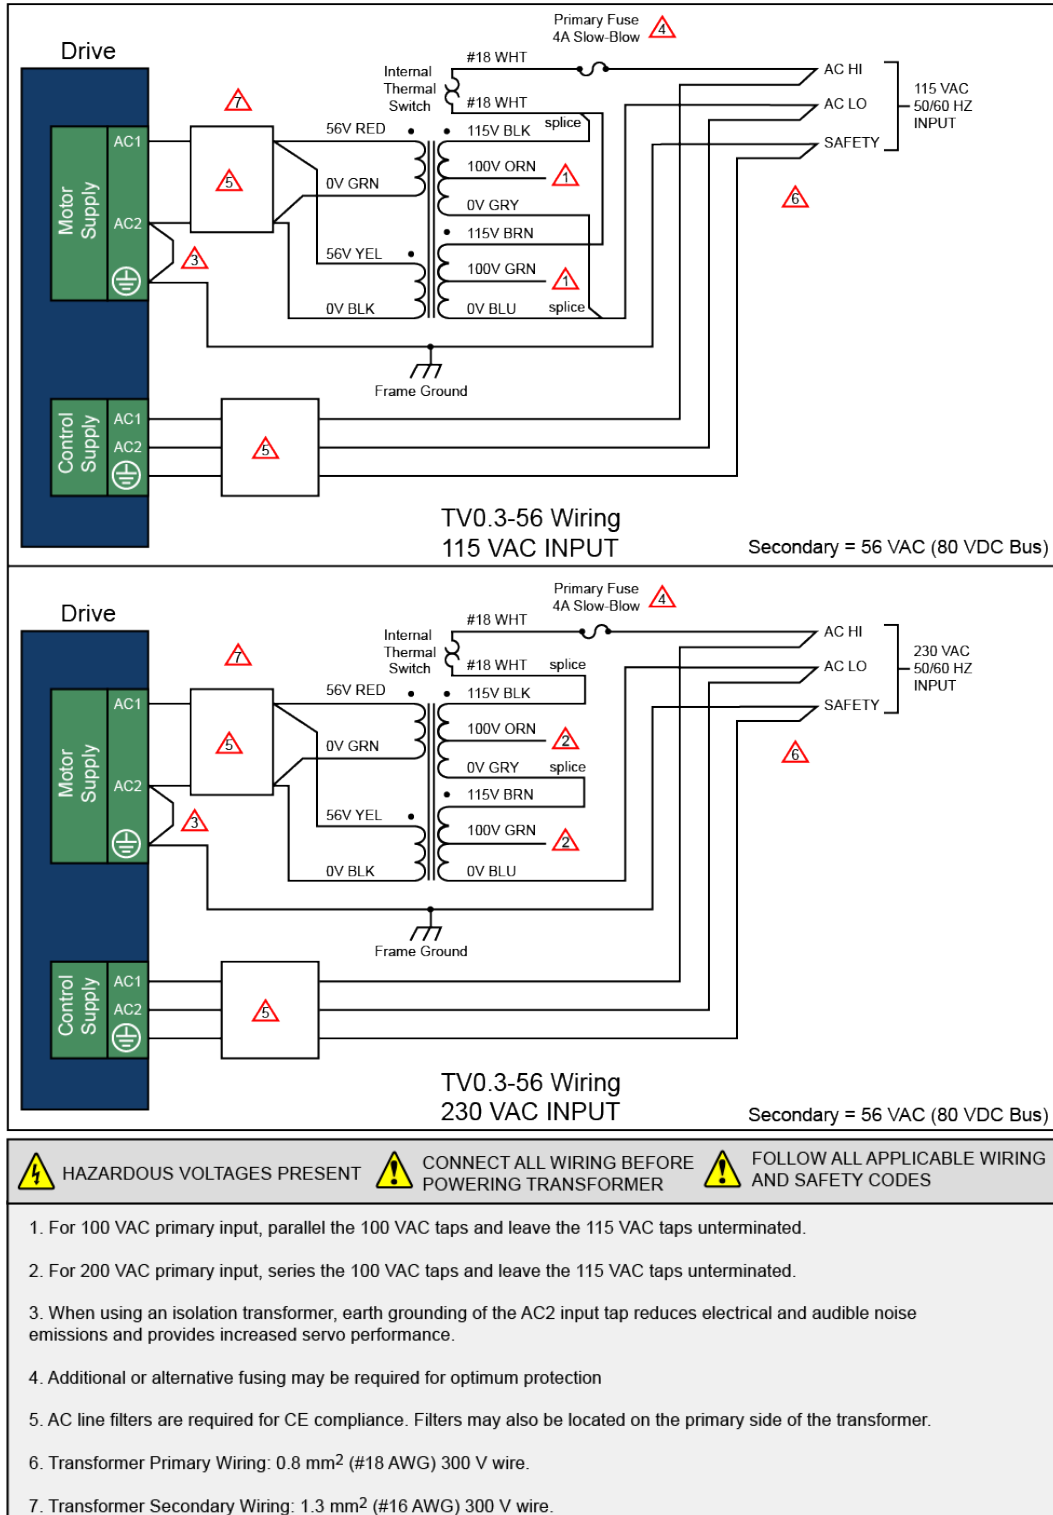 Primary Fuse
4A Slow-Blow
4
Drive
#18 WHT
AC HI
Internal
Thermal
Switch
115 VAC
50/60 HZ
INPUT
7
#18 WHT
AC LO
splice
56V RED
115V BLK
AC1
SAFETY
100V ORN
1
5
0V GRN
6
Motor
Supply
0V GRY
AC2
115V BRN
3
56V YEL
100V GRN
1
0V BLK
0V BLU
splice
Frame Ground
Control
Supply
AC1
AC2
5
TV0.3-56 Wiring
115 VAC INPUT
Secondary = 56 VAC (80 VDC Bus)
Primary Fuse
4A Slow-Blow
4
Drive
#18 WHT
AC HI
Internal
Thermal
Switch
230 VAC
50/60 HZ
INPUT
7
#18 WHT
splice
AC LO
56V RED
115V BLK
AC1
SAFETY
100V ORN
2
5
0V GRN
6
Motor
Supply
0V GRY
splice
AC2
115V BRN
3
56V YEL
100V GRN
2
0V BLK
0V BLU
Frame Ground
Control
Supply
AC1
AC2
5
TV0.3-56 Wiring
230 VAC INPUT
Secondary = 56 VAC (80 VDC Bus)
HAZARDOUS VOLTAGES PRESENT
CONNECT ALL WIRING BEFORE
POWERING TRANSFORMER
FOLLOW ALL APPLICABLE WIRING
AND SAFETY CODES
1. For 100 VAC primary input, parallel the 100 VAC taps and leave the 115 VAC taps unterminated.
2. For 200 VAC primary input, series the 100 VAC taps and leave the 115 VAC taps unterminated.
3. When using an isolation transformer, earth grounding of the AC2 input tap reduces electrical and audible noise
emissions and provides increased servo performance.
4. Additional or alternative fusing may be required for optimum protection
5. AC line filters are required for CE compliance. Filters may also be located on the primary side of the transformer.
6. Transformer Primary Wiring: 0.8 mm² (#18 AWG) 300 V wire.
7. Transformer Secondary Wiring: 1.3 mm² (#16 AWG) 300 V wire.